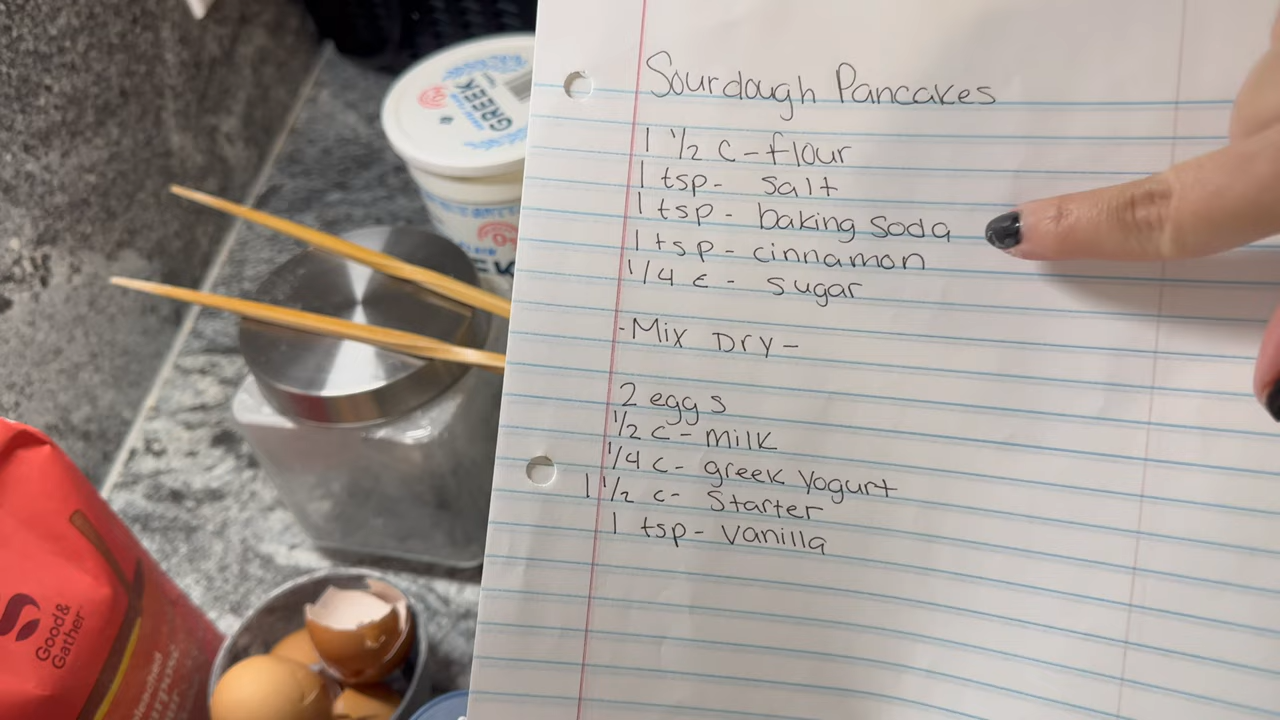 Sourdough Pancakes
1 1/2 c - flour
1 tsp - salt
1 tsp - baking soda
1 tsp - cinnamon
1/4 c - sugar
-Mix Dry-
2 eggs
1/2 c - milk
1/4 c - greek yogurt
1 1/2 c - Starter
1 tsp - Vanilla
GREEK
Good&
Gather